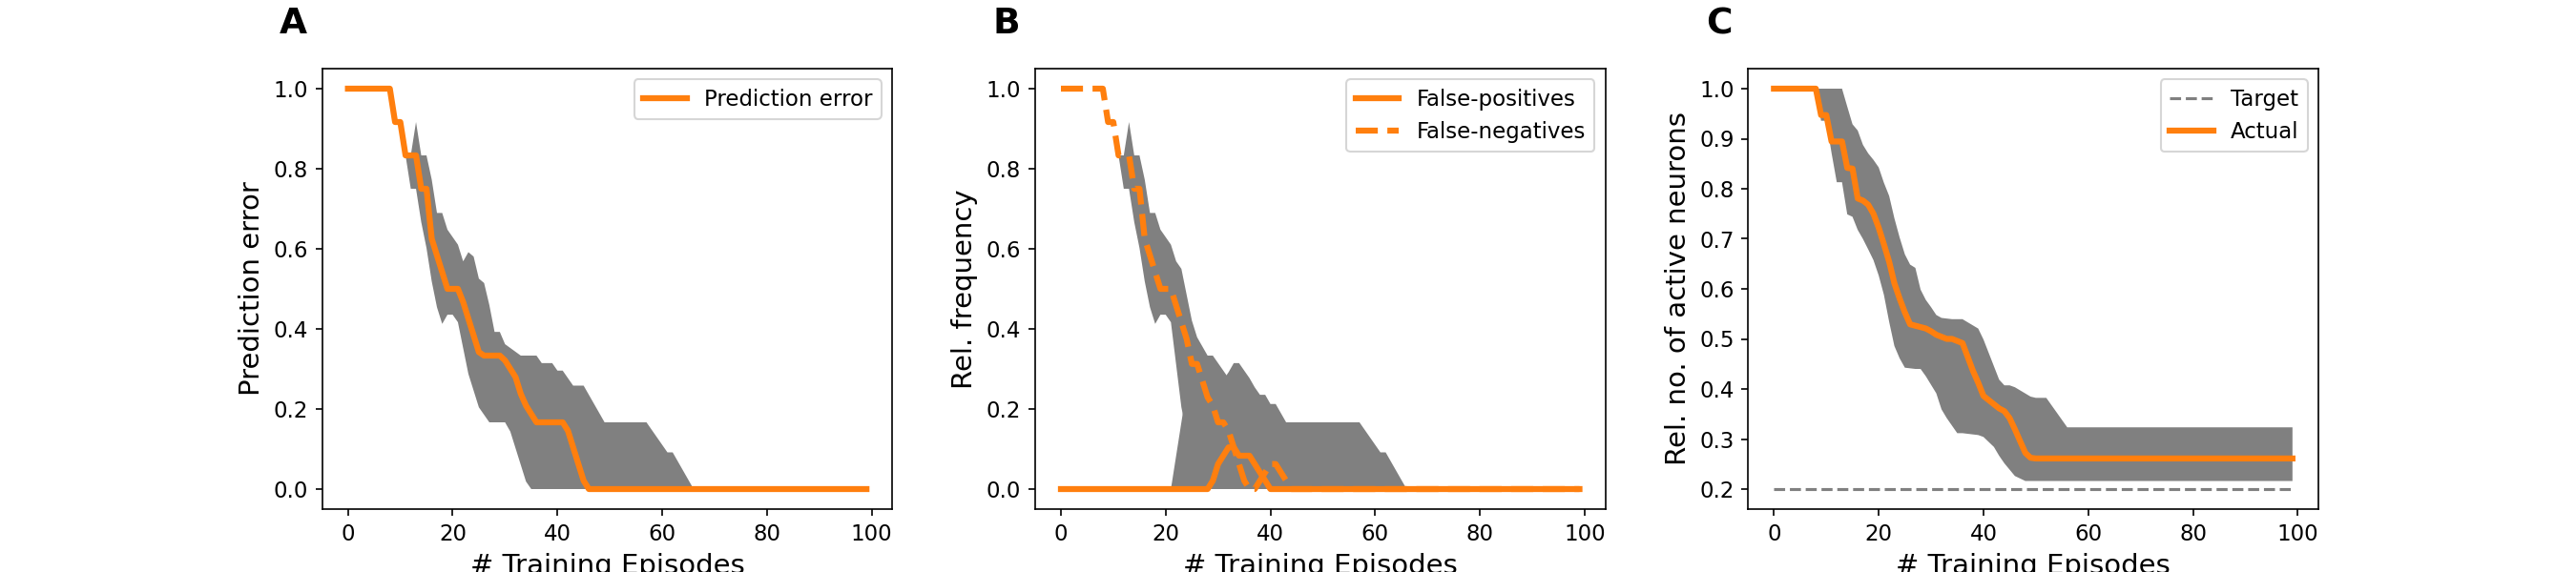 A
B
C
Prediction error
1.0
0.8
0.6
0.4
0.2
0.0
0 20 40 60 80 100
# Training Episodes
Prediction error
Rel. frequency
1.0
0.8
0.6
0.4
0.2
0.0
0 20 40 60 80 100
# Training Episodes
False-positives
False-negatives
Rel. no. of active neurons
1.0
0.9
0.8
0.7
0.6
0.5
0.4
0.3
0.2
0 20 40 60 80 100
# Training Episodes
Target
Actual